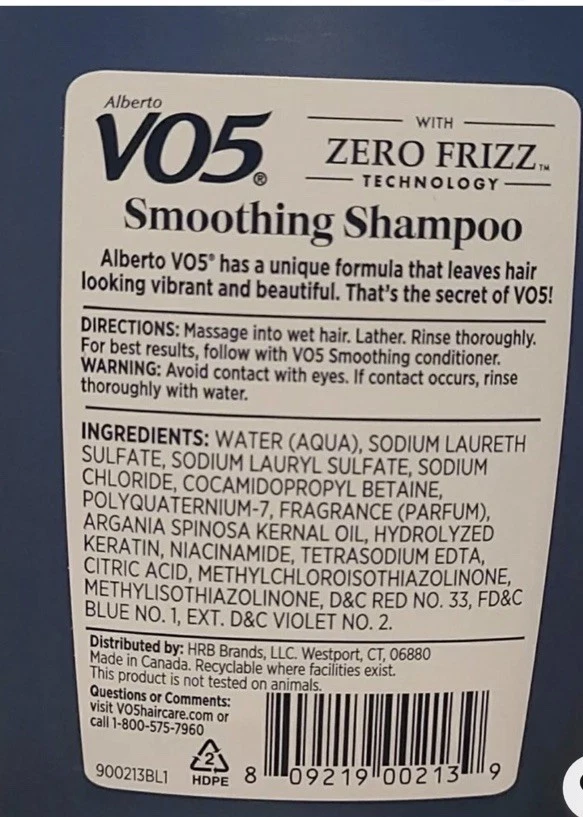 Alberto
VO5®
WITH
ZERO FRIZZ™
TECHNOLOGY
Smoothing Shampoo
Alberto VO5® has a unique formula that leaves hair
looking vibrant and beautiful. That's the secret of VO5!
DIRECTIONS: Massage into wet hair. Lather. Rinse thoroughly.
For best results, follow with VO5 Smoothing conditioner.
WARNING: Avoid contact with eyes. If contact occurs, rinse
thoroughly with water.
INGREDIENTS: WATER (AQUA), SODIUM LAURETH
SULFATE, SODIUM LAURYL SULFATE, SODIUM
CHLORIDE, COCAMIDOPROPYL BETAINE,
POLYQUATERNIUM-7, FRAGRANCE (PARFUM),
ARGANIA SPINOSA KERNAL OIL, HYDROLYZED
KERATIN, NIACINAMIDE, TETRASODIUM EDTA,
CITRIC ACID, METHYLCHLOROISOTHIAZOLINONE,
METHYLISOTHIAZOLINONE, D&C RED NO. 33, FD&C
BLUE NO. 1, EXT. D&C VIOLET NO. 2.
Distributed by: HRB Brands, LLC. Westport, CT, 06880
Made in Canada. Recyclable where facilities exist.
This product is not tested on animals.
Questions or Comments:
visit VO5haircare.com or
call 1-800-575-7960
900213BL1
2
HDPE
8 09219 00213 9